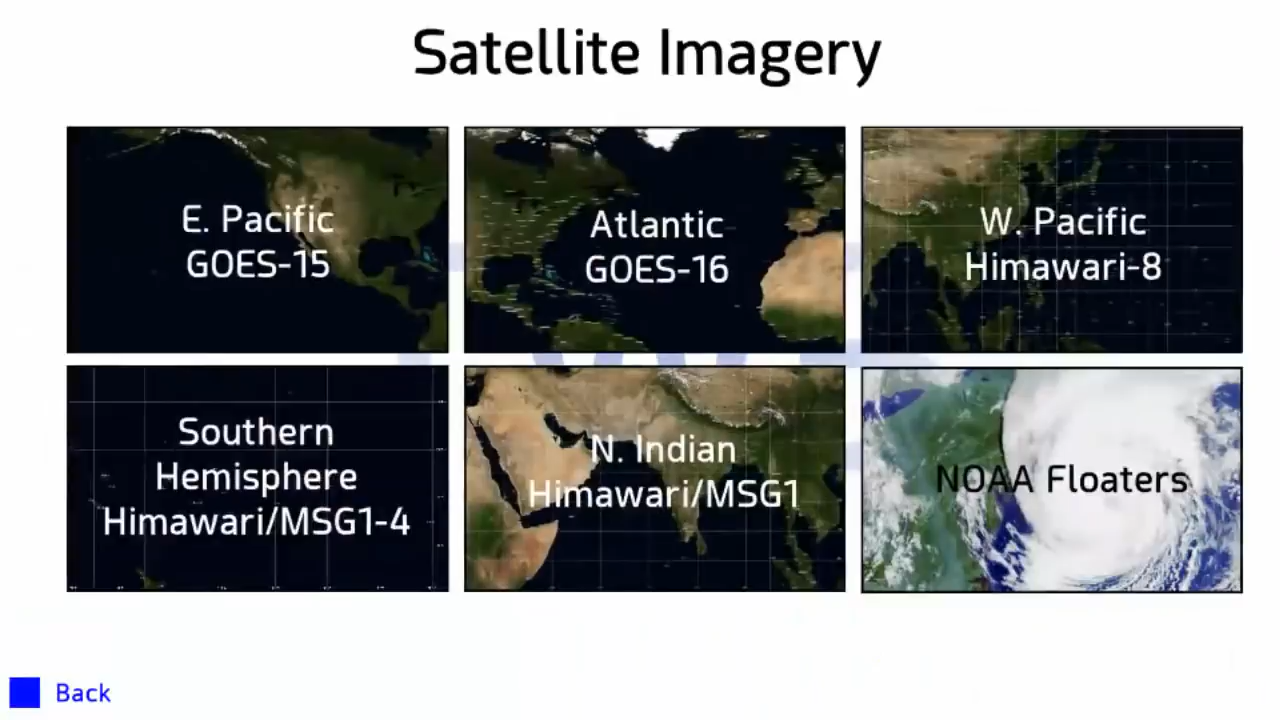 Satellite Imagery
E. Pacific
GOES-15
Atlantic
GOES-16
W. Pacific
Himawari-8
Southern
Hemisphere
Himawari/MSG1-4
N. Indian
Himawari/MSG1
NOAA Floaters
Back